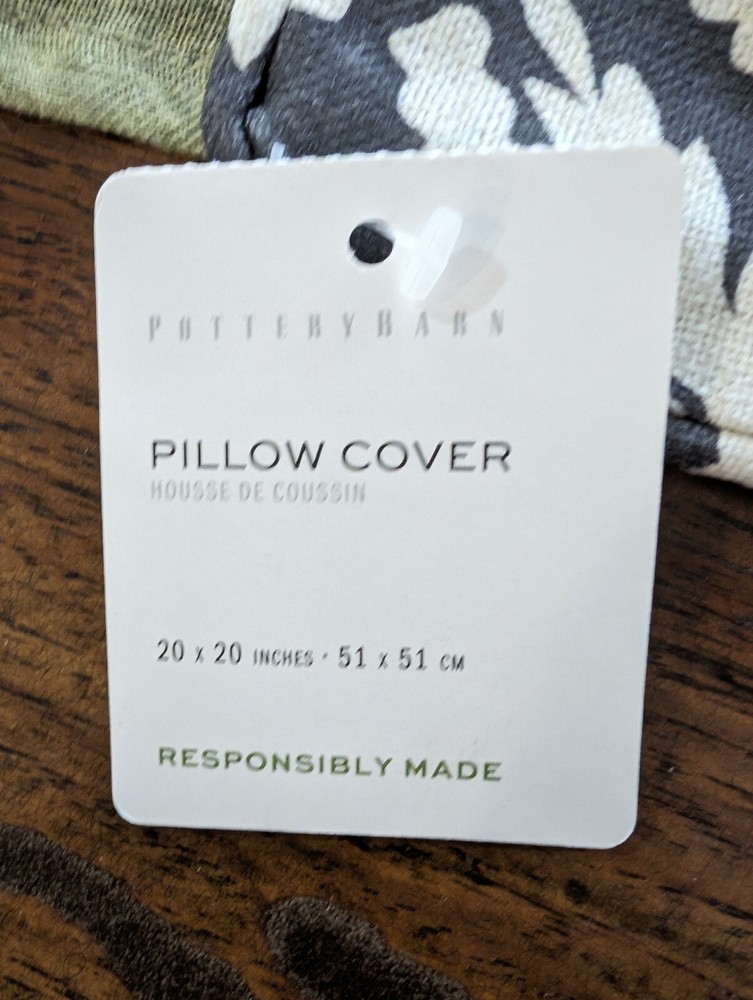 POTTERYBARN
PILLOW COVER
HOUSSE DE COUSSIN
20 x 20 INCHES · 51 x 51 CM
RESPONSIBLY MADE